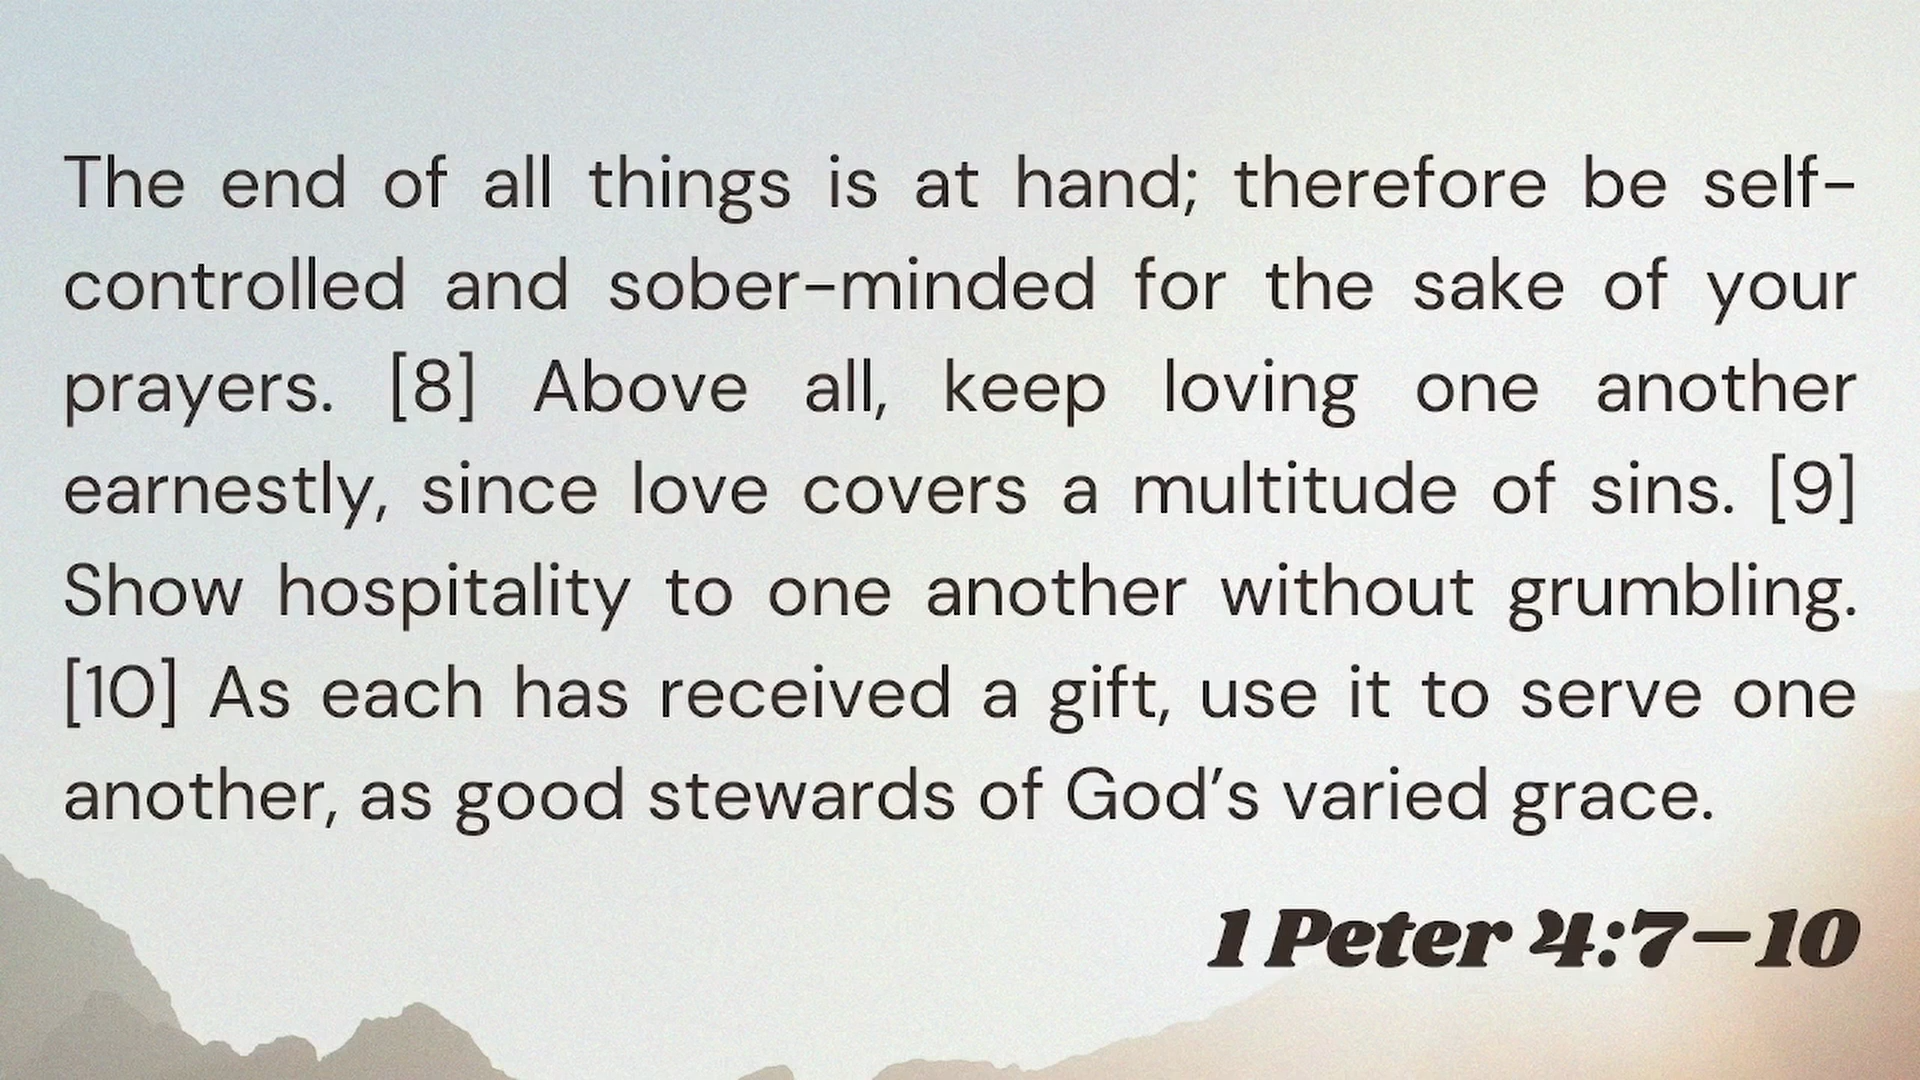 The end of all things is at hand; therefore be self-
controlled and sober-minded for the sake of your
prayers. [8] Above all, keep loving one another
earnestly, since love covers a multitude of sins. [9]
Show hospitality to one another without grumbling.
[10] As each has received a gift, use it to serve one
another, as good stewards of God’s varied grace.
1 Peter 4:7–10